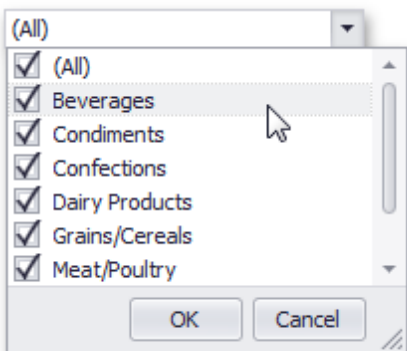 (All)
(All)
Beverages
Condiments
Confections
Dairy Products
Grains/Cereals
Meat/Poultry
OK Cancel